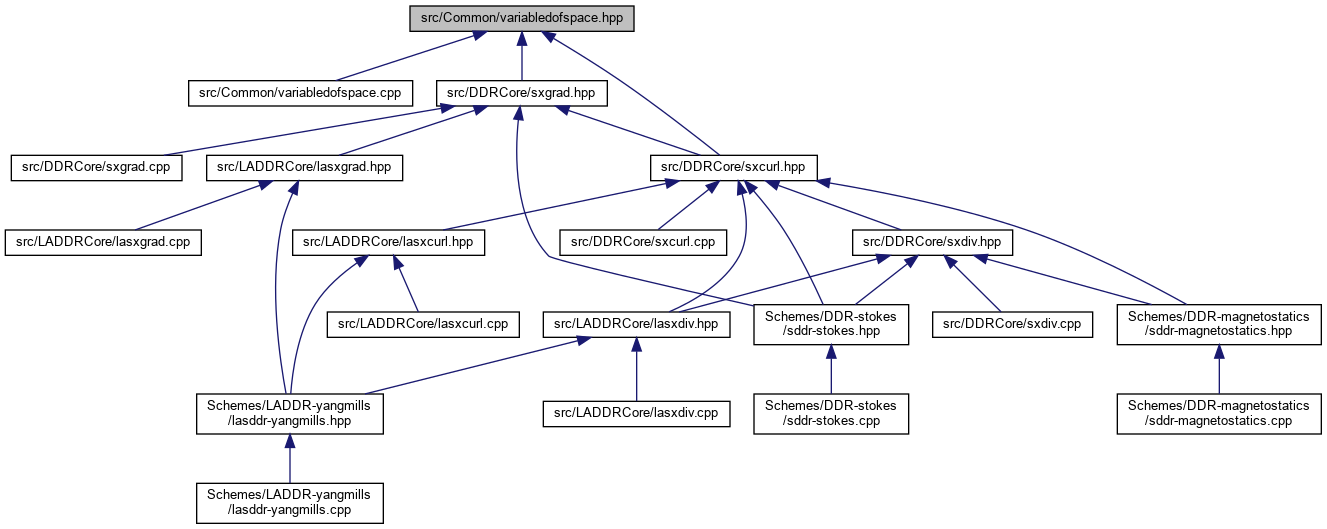 src/Common/variabledofspace.hpp
src/Common/variabledofspace.cpp
src/DDRCore/sxgrad.hpp
src/DDRCore/sxgrad.cpp
src/LADDRCore/lasxgrad.hpp
src/DDRCore/sxcurl.hpp
src/LADDRCore/lasxgrad.cpp
src/LADDRCore/lasxcurl.hpp
src/DDRCore/sxcurl.cpp
src/DDRCore/sxdiv.hpp
src/LADDRCore/lasxcurl.cpp
src/LADDRCore/lasxdiv.hpp
Schemes/DDR-stokes
/sddr-stokes.hpp
src/DDRCore/sxdiv.cpp
Schemes/DDR-magnetostatics
/sddr-magnetostatics.hpp
Schemes/LADDR-yangmills
/lasddr-yangmills.hpp
src/LADDRCore/lasxdiv.cpp
Schemes/DDR-stokes
/sddr-stokes.cpp
Schemes/DDR-magnetostatics
/sddr-magnetostatics.cpp
Schemes/LADDR-yangmills
/lasddr-yangmills.cpp